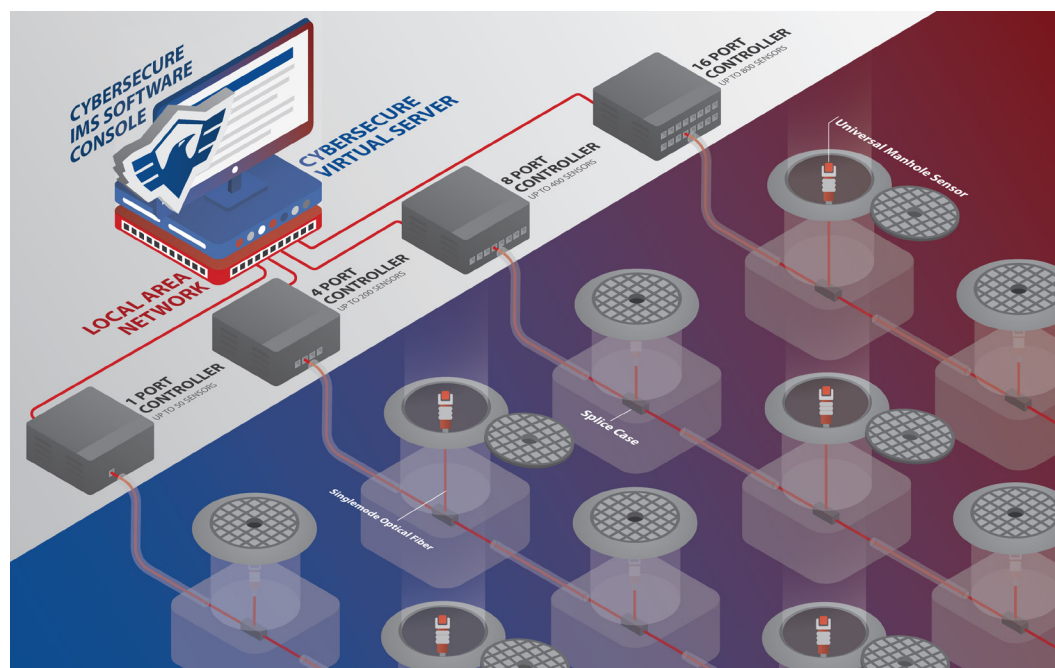 CYBERSECURE
IMS SOFTWARE
CONSOLE
CYBERSECURE
VIRTUAL SERVER
LOCAL AREA
NETWORK
16 PORT
CONTROLLER
UP TO 800 SENSORS
8 PORT
CONTROLLER
UP TO 400 SENSORS
4 PORT
CONTROLLER
UP TO 200 SENSORS
1 PORT
CONTROLLER
UP TO 50 SENSORS
Universal Manhole Sensor
Splice Case
Singlemode Optical Fiber